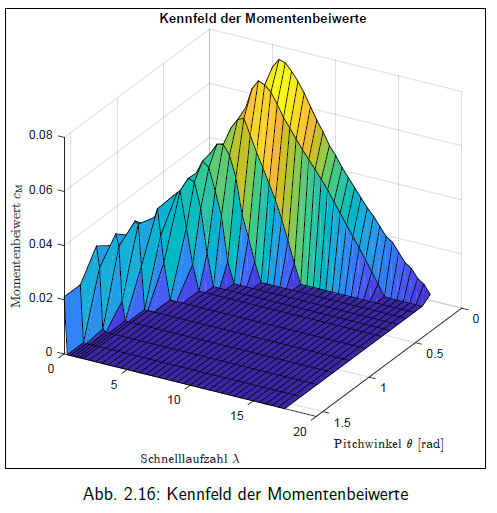 Kennfeld der Momentenbeiwerte
0.08
0.06
0.04
0.02
0
Momentenbeiwert cM
0
5
10
15
20
Schnelllaufzahl λ
0
0.5
1
1.5
Pitchwinkel θ [rad]
Abb. 2.16: Kennfeld der Momentenbeiwerte